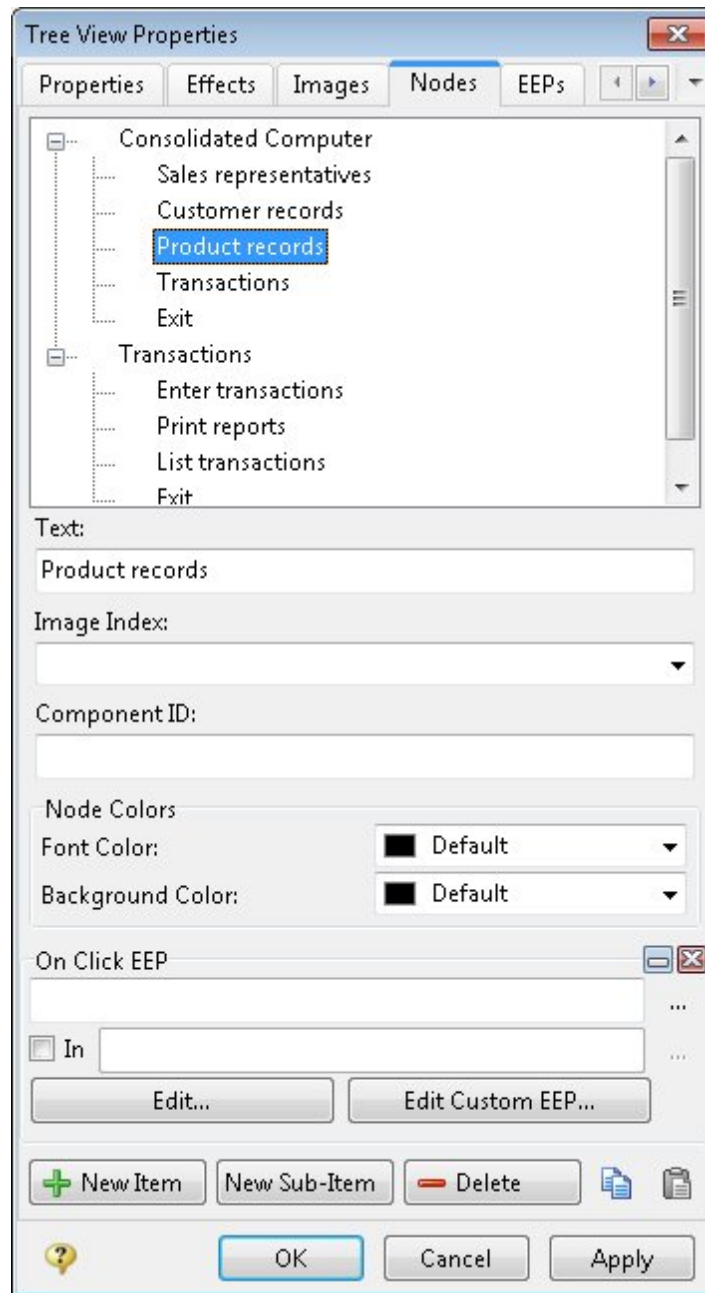 Tree View Properties
Properties Effects Images Nodes EEPs
Consolidated Computer
Sales representatives
Customer records
Product records
Transactions
Exit
Transactions
Enter transactions
Print reports
List transactions
Exit
Text:
Product records
Image Index:
Component ID:
Node Colors
Font Color: Default
Background Color: Default
On Click EEP
...
In ...
Edit... Edit Custom EEP...
New Item New Sub-Item Delete
OK Cancel Apply